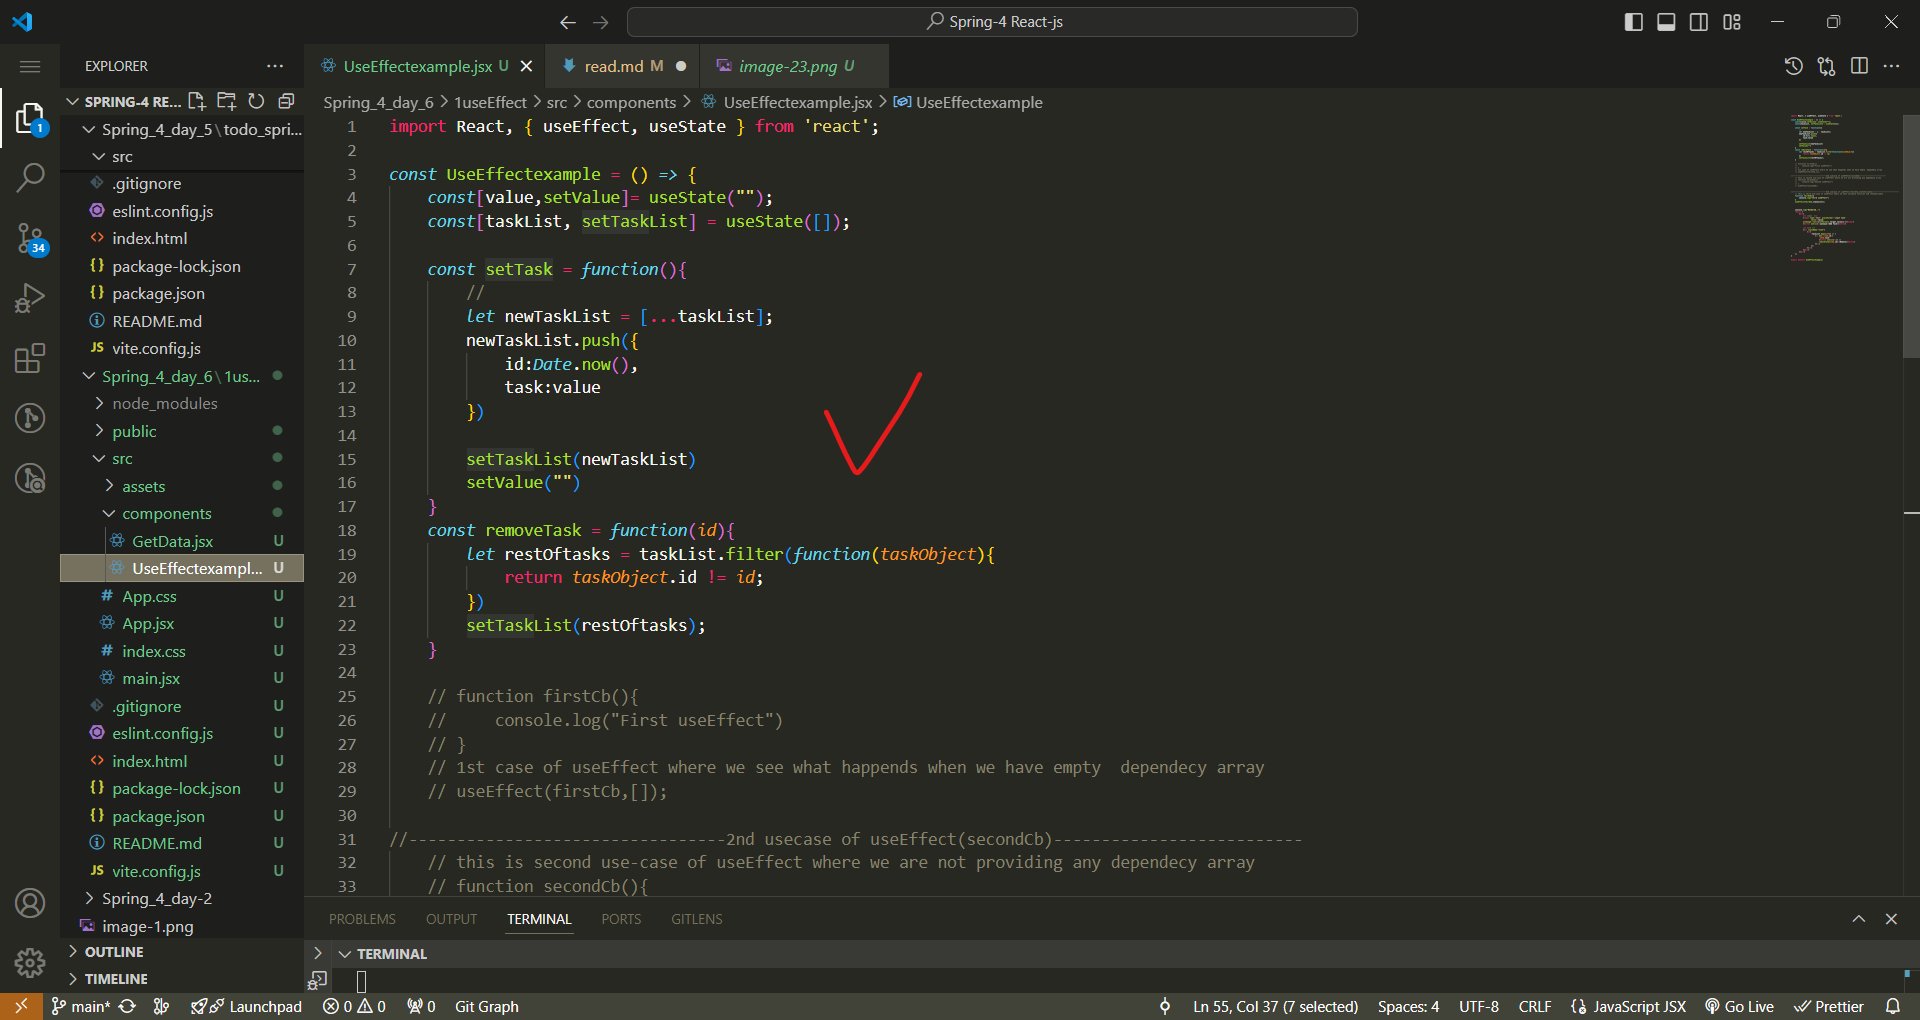 Spring-4 React-js
EXPLORER
UseEffectexample.jsx U
read.md M
image-23.png U
SPRING-4 RE...
Spring_4_day_5\todo_spri...
src
.gitignore
eslint.config.js
index.html
package-lock.json
package.json
README.md
vite.config.js
Spring_4_day_6\1us...
node_modules
public
src
assets
components
GetData.jsx U
UseEffectexampl... U
App.css U
App.jsx U
index.css U
main.jsx U
.gitignore U
eslint.config.js U
index.html U
package-lock.json U
package.json U
README.md U
vite.config.js U
Spring_4_day-2
image-1.png
OUTLINE
TIMELINE
1
34
Spring_4_day_6 > 1useEffect > src > components > UseEffectexample.jsx > UseEffectexample
1 import React, { useEffect, useState } from 'react';
2
3 const UseEffectexample = () => {
4 const[value,setValue]= useState("");
5 const[taskList, setTaskList] = useState([]);
6
7 const setTask = function(){
8 //
9 let newTaskList = [...taskList];
10 newTaskList.push({
11 id:Date.now(),
12 task:value
13 })
14
15 setTaskList(newTaskList)
16 setValue("")
17 }
18 const removeTask = function(id){
19 let restOftasks = taskList.filter(function(taskObject){
20 return taskObject.id != id;
21 })
22 setTaskList(restOftasks);
23 }
24
25 // function firstCb(){
26 // console.log("First useEffect")
27 // }
28 // 1st case of useEffect where we see what happends when we have empty dependecy array
29 // useEffect(firstCb,[]);
30
31 //---------------------------------2nd usecase of useEffect(secondCb)--------------------------
32 // this is second use-case of useEffect where we are not providing any dependecy array
33 // function secondCb(){
PROBLEMS OUTPUT TERMINAL PORTS GITLENS
TERMINAL
main* Launchpad 0 0 0 Git Graph Ln 55, Col 37 (7 selected) Spaces: 4 UTF-8 CRLF {} JavaScript JSX Go Live Prettier